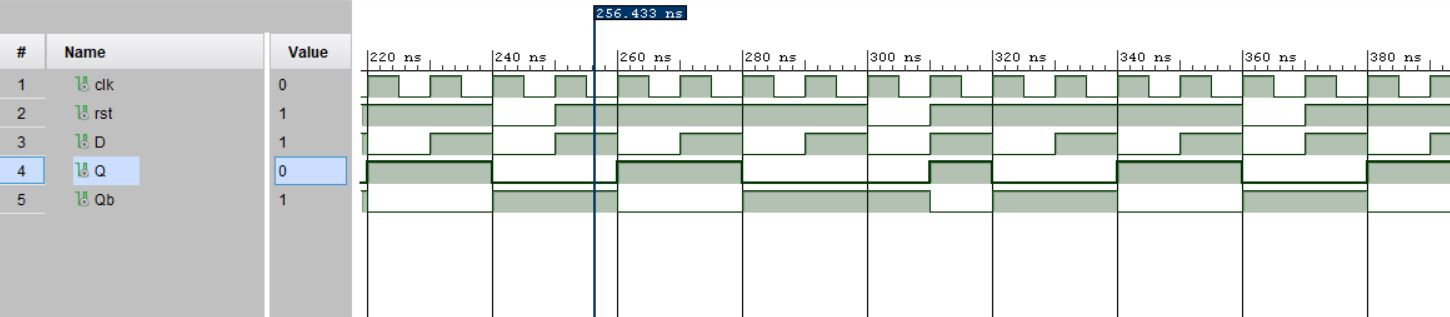 256.433 ns
# Name Value
220 ns 240 ns 260 ns 280 ns 300 ns 320 ns 340 ns 360 ns 380 ns
1 clk 0
2 rst 1
3 D 1
4 Q 0
5 Qb 1